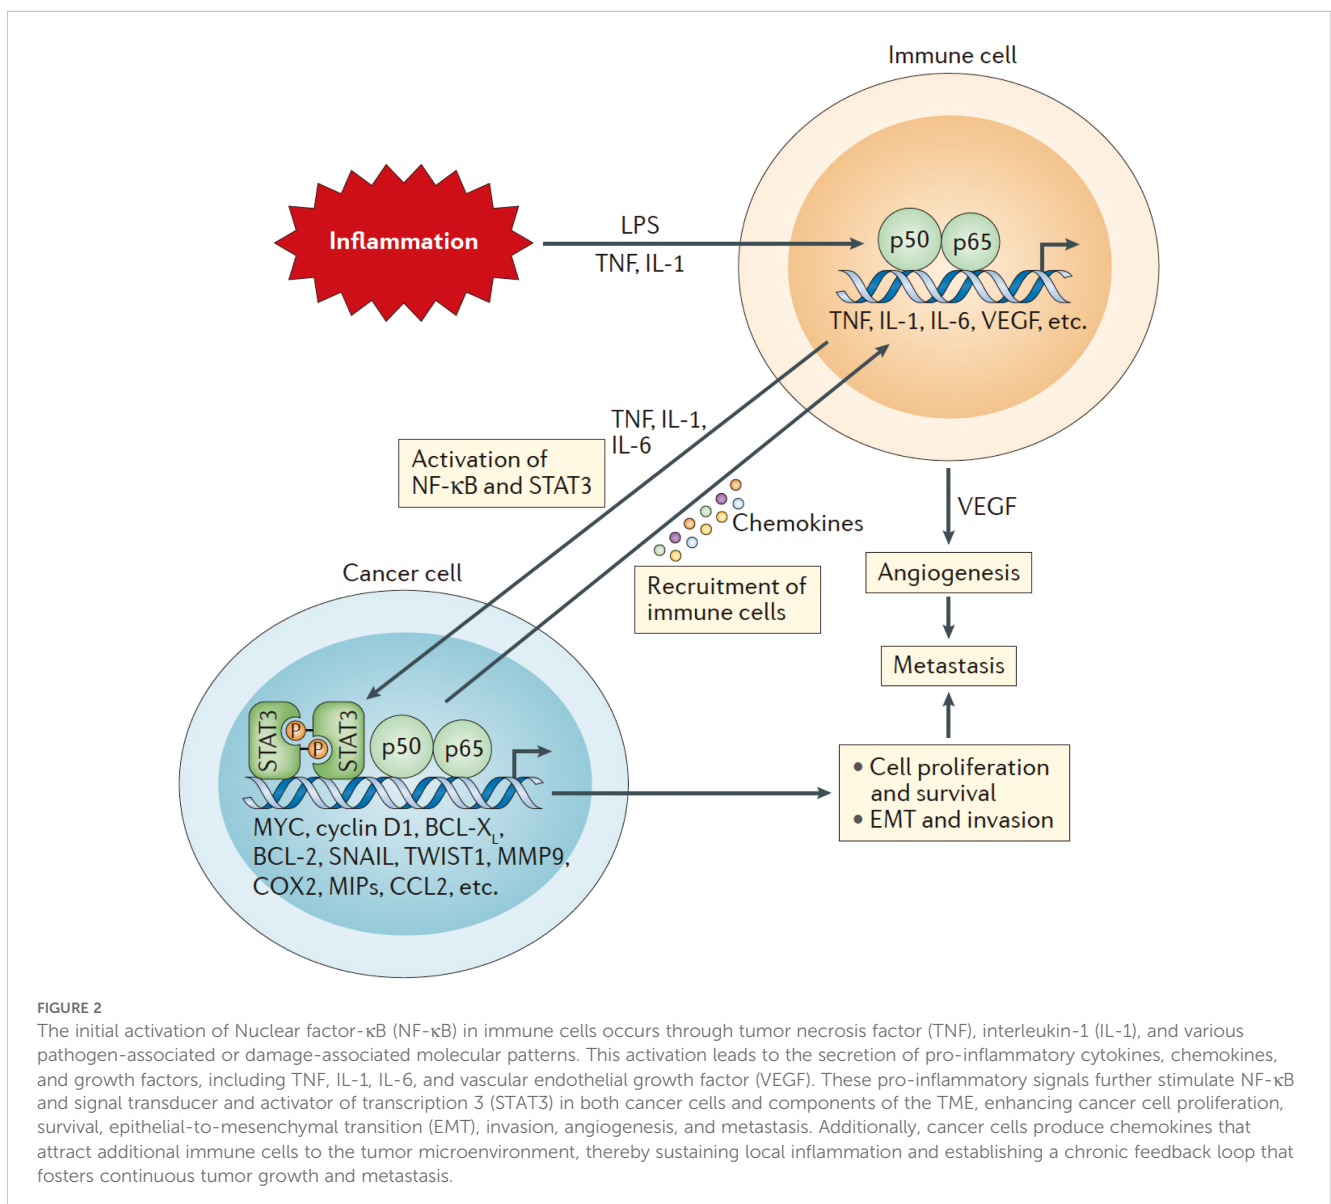 Immune cell
Inflammation
LPS
TNF, IL-1
p50
p65
TNF, IL-1, IL-6, VEGF, etc.
TNF, IL-1,
IL-6
Activation of
NF-κB and STAT3
Chemokines
Recruitment of
immune cells
VEGF
Angiogenesis
Metastasis
Cancer cell
STAT3
P
P
STAT3
p50
p65
MYC, cyclin D1, BCL-XL,
BCL-2, SNAIL, TWIST1, MMP9,
COX2, MIPs, CCL2, etc.
• Cell proliferation
and survival
• EMT and invasion
FIGURE 2
The initial activation of Nuclear factor-κB (NF-κB) in immune cells occurs through tumor necrosis factor (TNF), interleukin-1 (IL-1), and various
pathogen-associated or damage-associated molecular patterns. This activation leads to the secretion of pro-inflammatory cytokines, chemokines,
and growth factors, including TNF, IL-1, IL-6, and vascular endothelial growth factor (VEGF). These pro-inflammatory signals further stimulate NF-κB
and signal transducer and activator of transcription 3 (STAT3) in both cancer cells and components of the TME, enhancing cancer cell proliferation,
survival, epithelial-to-mesenchymal transition (EMT), invasion, angiogenesis, and metastasis. Additionally, cancer cells produce chemokines that
attract additional immune cells to the tumor microenvironment, thereby sustaining local inflammation and establishing a chronic feedback loop that
fosters continuous tumor growth and metastasis.